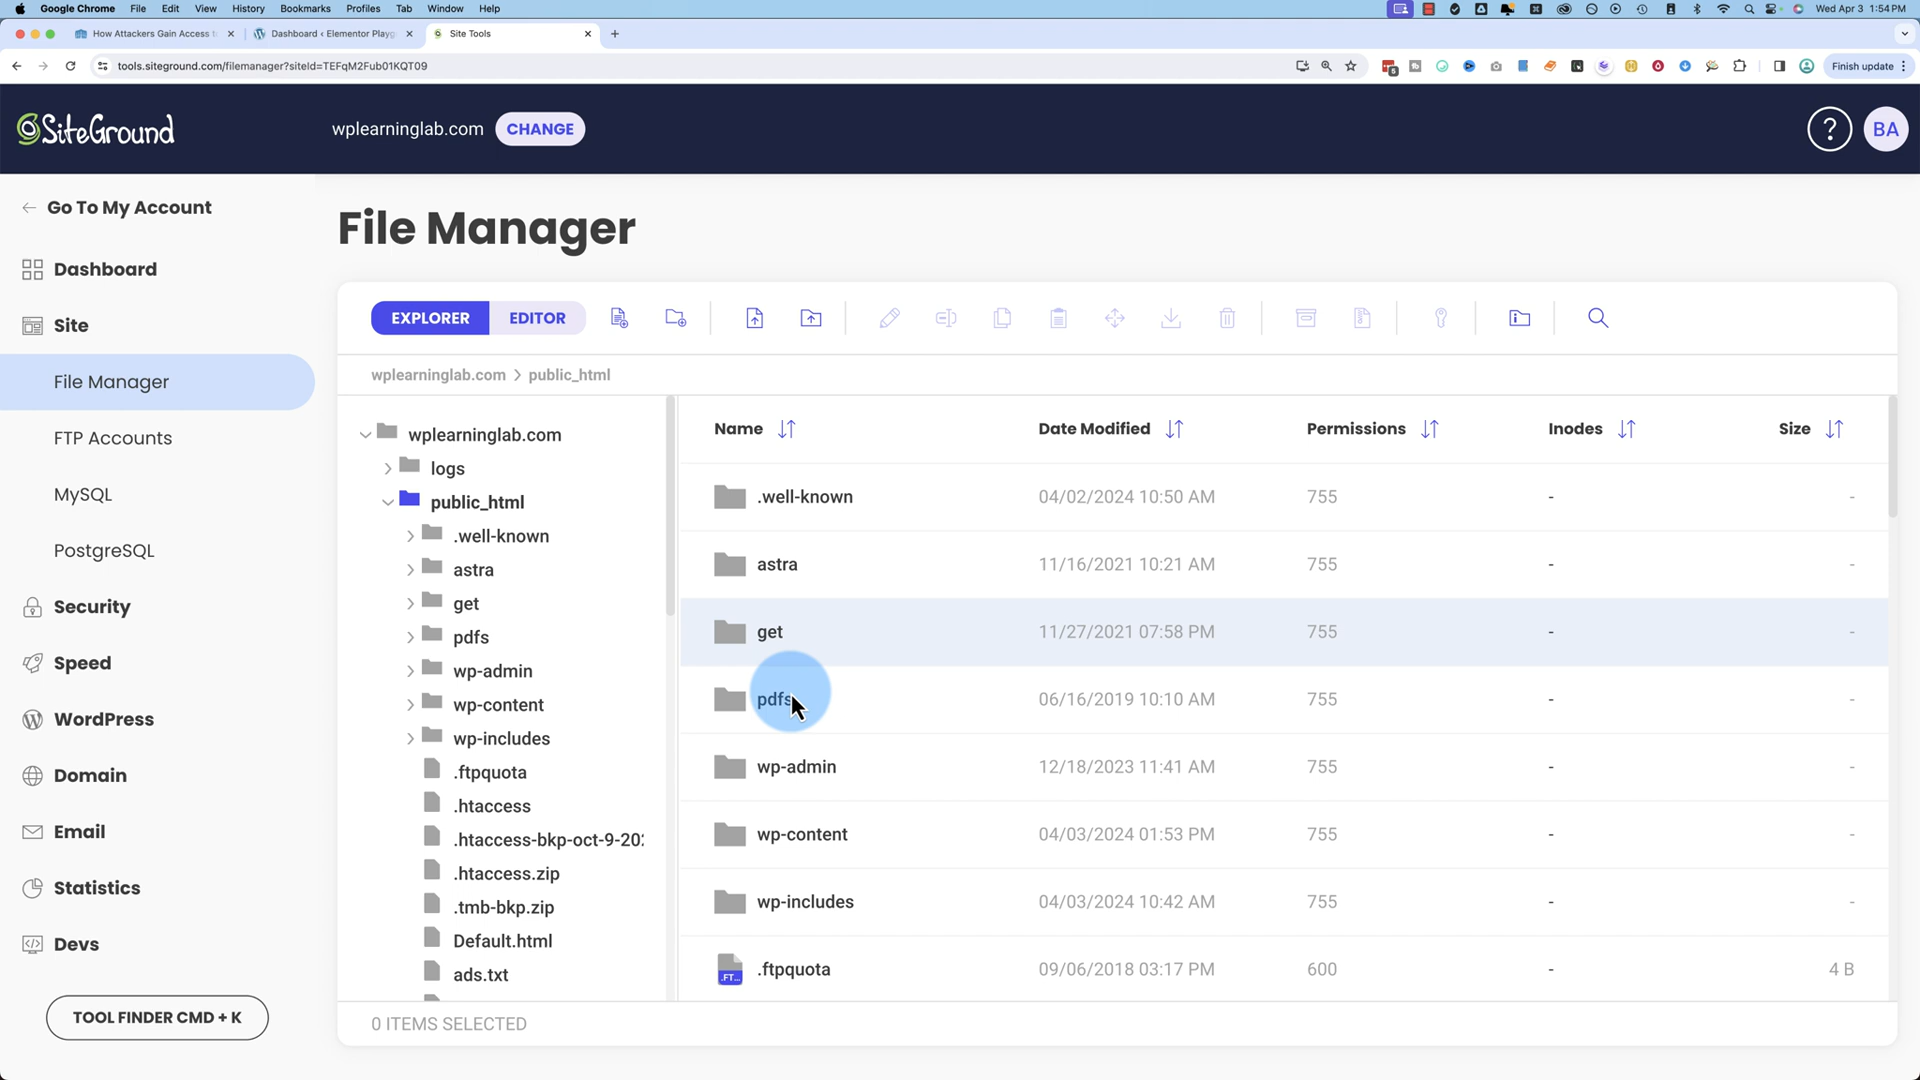 Google Chrome File Edit View History Bookmarks Profiles Tab Window Help Wed Apr 3 1:54 PM
How Attackers Gain Access t Dashboard ‹ Elementor Playg Site Tools
tools.siteground.com/filemanager?siteId=TEFqM2Fub01KQT09 5 Finish update
SiteGround wplearninglab.com CHANGE ? BA
Go To My Account
Dashboard
Site
File Manager
FTP Accounts
MySQL
PostgreSQL
Security
Speed
WordPress
Domain
Email
Statistics
Devs
TOOL FINDER CMD + K
File Manager
EXPLORER EDITOR
wplearninglab.com > public_html
wplearninglab.com
logs
public_html
.well-known
astra
get
pdfs
wp-admin
wp-content
wp-includes
.ftpquota
.htaccess
.htaccess-bkp-oct-9-20
.htaccess.zip
.tmb-bkp.zip
Default.html
ads.txt
Name Date Modified Permissions Inodes Size
.well-known 04/02/2024 10:50 AM 755 - -
astra 11/16/2021 10:21 AM 755 - -
get 11/27/2021 07:58 PM 755 - -
pdfs 06/16/2019 10:10 AM 755 - -
wp-admin 12/18/2023 11:41 AM 755 - -
wp-content 04/03/2024 01:53 PM 755 - -
wp-includes 04/03/2024 10:42 AM 755 - -
.FT... .ftpquota 09/06/2018 03:17 PM 600 - 4 B
0 ITEMS SELECTED